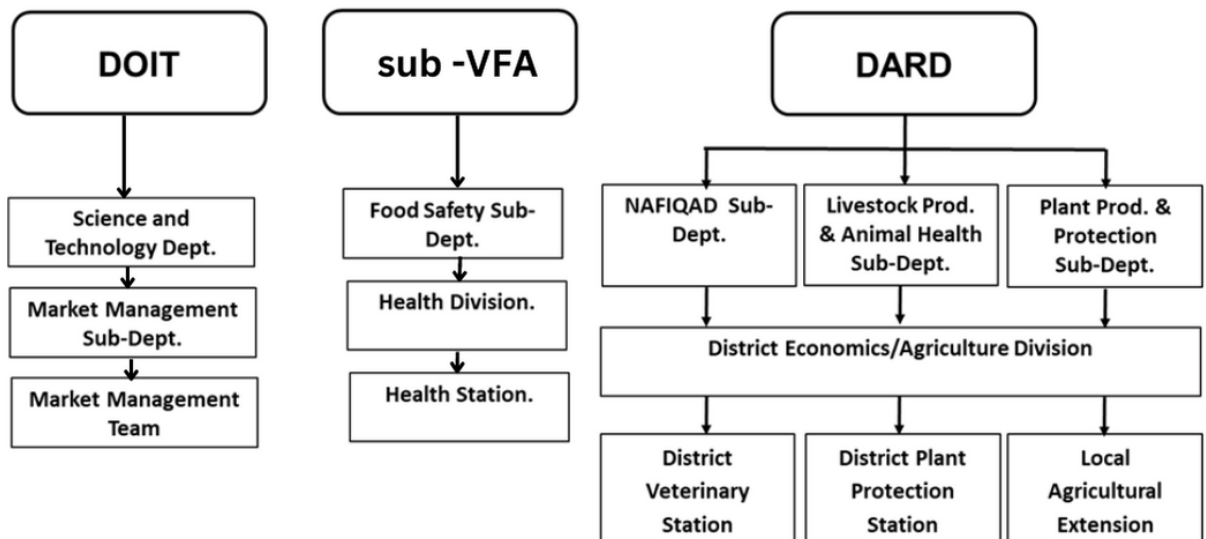 DOIT
sub -VFA
DARD
Science and
Technology Dept.
Market Management
Sub-Dept.
Market Management
Team
Food Safety Sub-
Dept.
Health Division.
Health Station.
NAFIQAD Sub-
Dept.
Livestock Prod.
& Animal Health
Sub-Dept.
Plant Prod. &
Protection
Sub-Dept.
District Economics/Agriculture Division
District
Veterinary
Station
District Plant
Protection
Station
Local
Agricultural
Extension